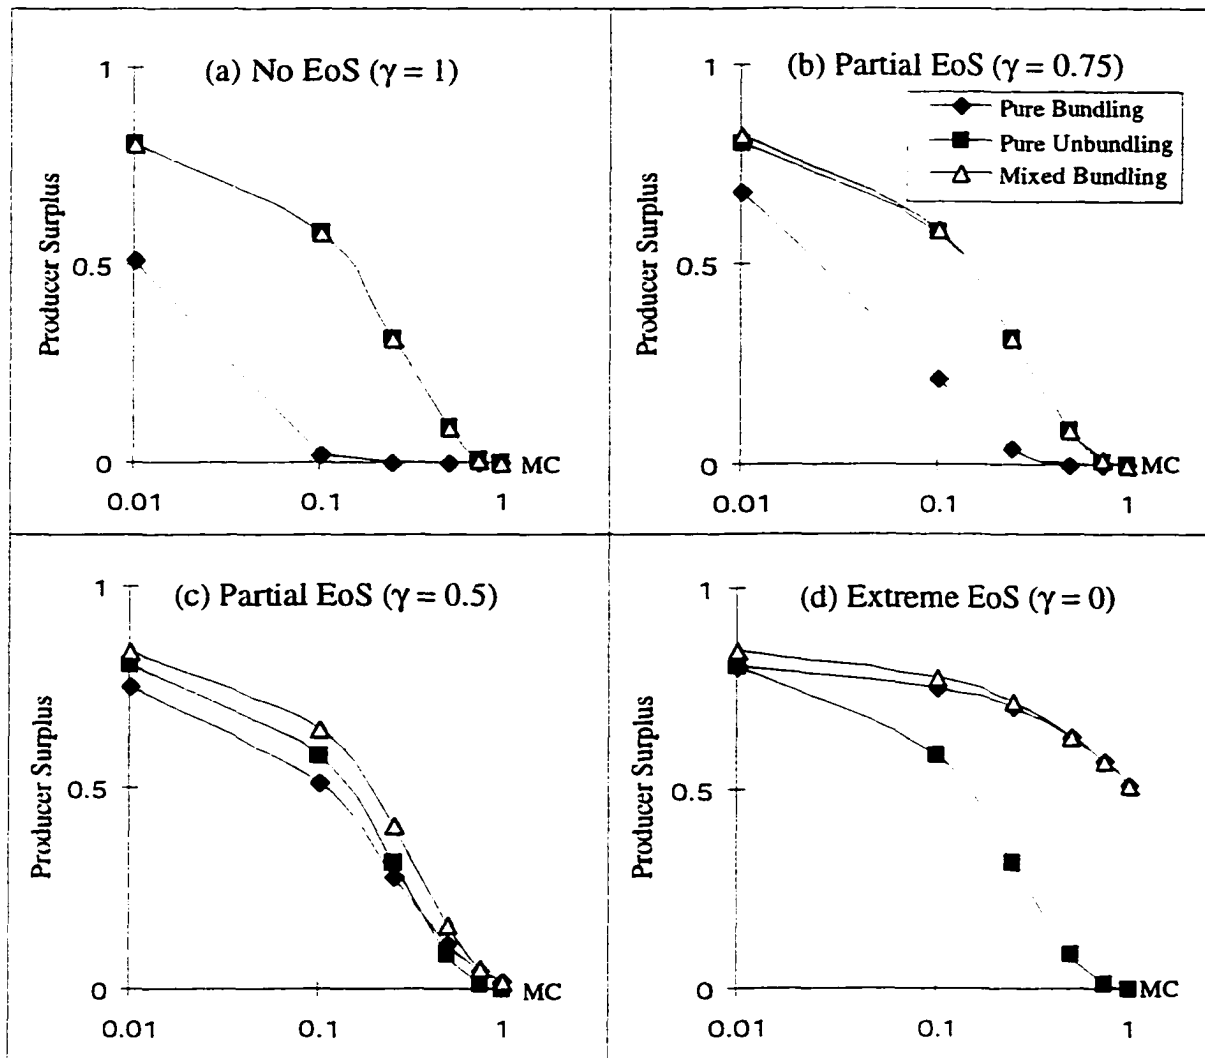 (a) No EoS (γ = 1)
1
0.5
0
Producer Surplus
MC
0.01
0.1
1
(b) Partial EoS (γ = 0.75)
Pure Bundling
Pure Unbundling
Mixed Bundling
1
0.5
0
Producer Surplus
MC
0.01
0.1
1
(c) Partial EoS (γ = 0.5)
1
0.5
0
Producer Surplus
MC
0.01
0.1
1
(d) Extreme EoS (γ = 0)
1
0.5
0
Producer Surplus
MC
0.01
0.1
1